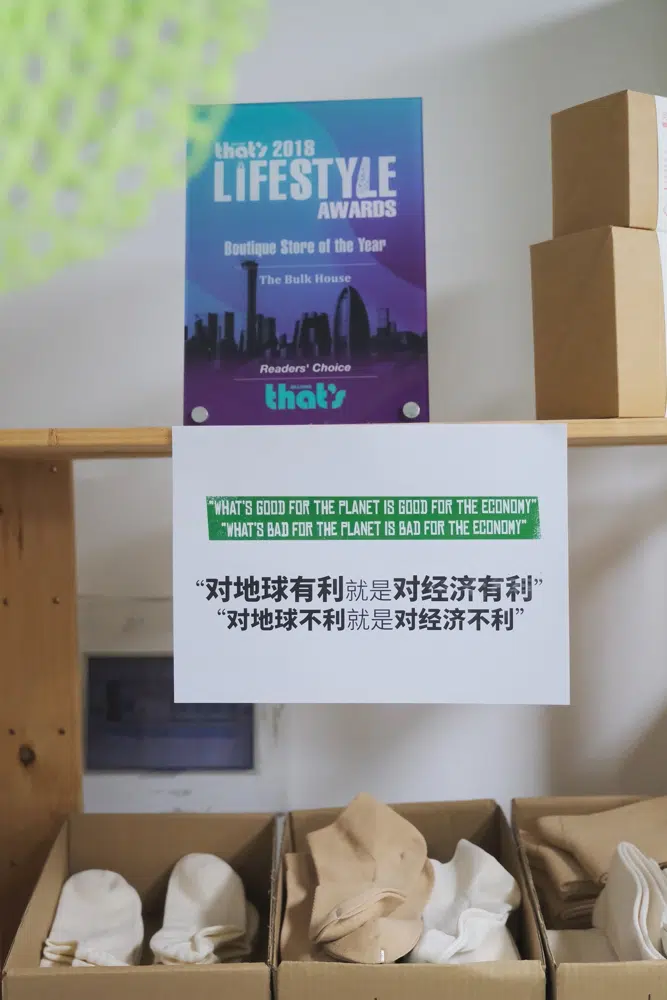 that's 2018
LIFESTYLE
AWARDS
Boutique Store of the Year
The Bulk House
Readers' Choice
that's
"WHAT'S GOOD FOR THE PLANET IS GOOD FOR THE ECONOMY"
"WHAT'S BAD FOR THE PLANET IS BAD FOR THE ECONOMY"
“对地球有利就是对经济有利”
“对地球不利就是对经济不利”